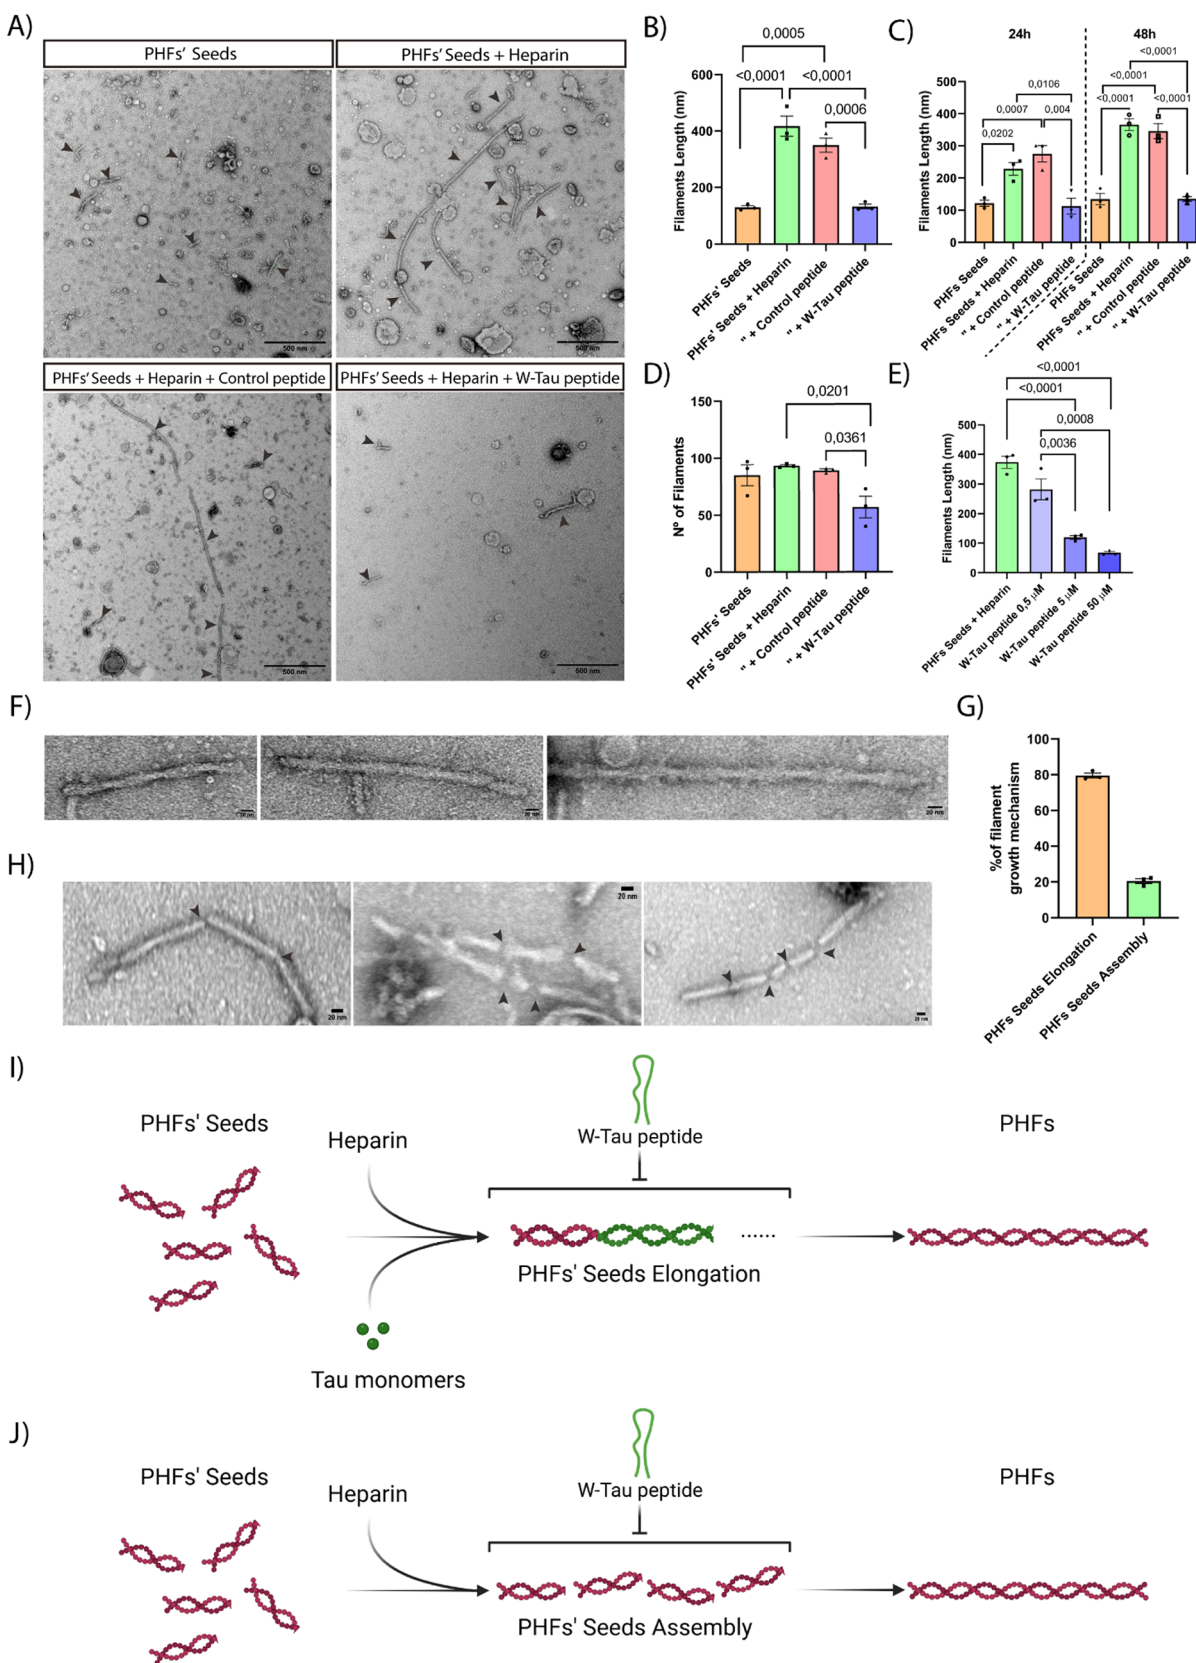 A)
PHFs' Seeds
PHFs' Seeds + Heparin
500 nm
500 nm
PHFs' Seeds + Heparin + Control peptide
PHFs' Seeds + Heparin + W-Tau peptide
500 nm
500 nm
B)
0,0005
<0,0001
<0,0001
0,0006
Filaments Length (nm)
600
400
200
0
PHFs' Seeds
PHFs' Seeds + Heparin
" + Control peptide
" + W-Tau peptide
C)
24h
48h
<0,0001
0,0106
<0,0001
0,0007
0,004
<0,0001
<0,0001
0,0202
Filaments Length (nm)
500
400
300
200
100
0
PHFs Seeds
PHFs Seeds + Heparin
" + Control peptide
" + W-Tau peptide
PHFs Seeds
PHFs Seeds + Heparin
" + Control peptide
" + W-Tau peptide
D)
0,0201
0,0361
Nº of Filaments
150
100
50
0
PHFs' Seeds
PHFs' Seeds + Heparin
" + Control peptide
" + W-Tau peptide
E)
<0,0001
<0,0001
0,0008
0,0036
Filaments Length (nm)
500
400
300
200
100
0
PHFs Seeds + Heparin
W-Tau peptide 0,5 μM
W-Tau peptide 5 μM
W-Tau peptide 50 μM
F)
20 nm
20 nm
20 nm
G)
%of filament
growth mechanism
100
80
60
40
20
0
PHFs Seeds Elongation
PHFs Seeds Assembly
H)
20 nm
20 nm
20 nm
I)
PHFs' Seeds
Heparin
W-Tau peptide
PHFs
PHFs' Seeds Elongation
Tau monomers
J)
PHFs' Seeds
Heparin
W-Tau peptide
PHFs
PHFs' Seeds Assembly